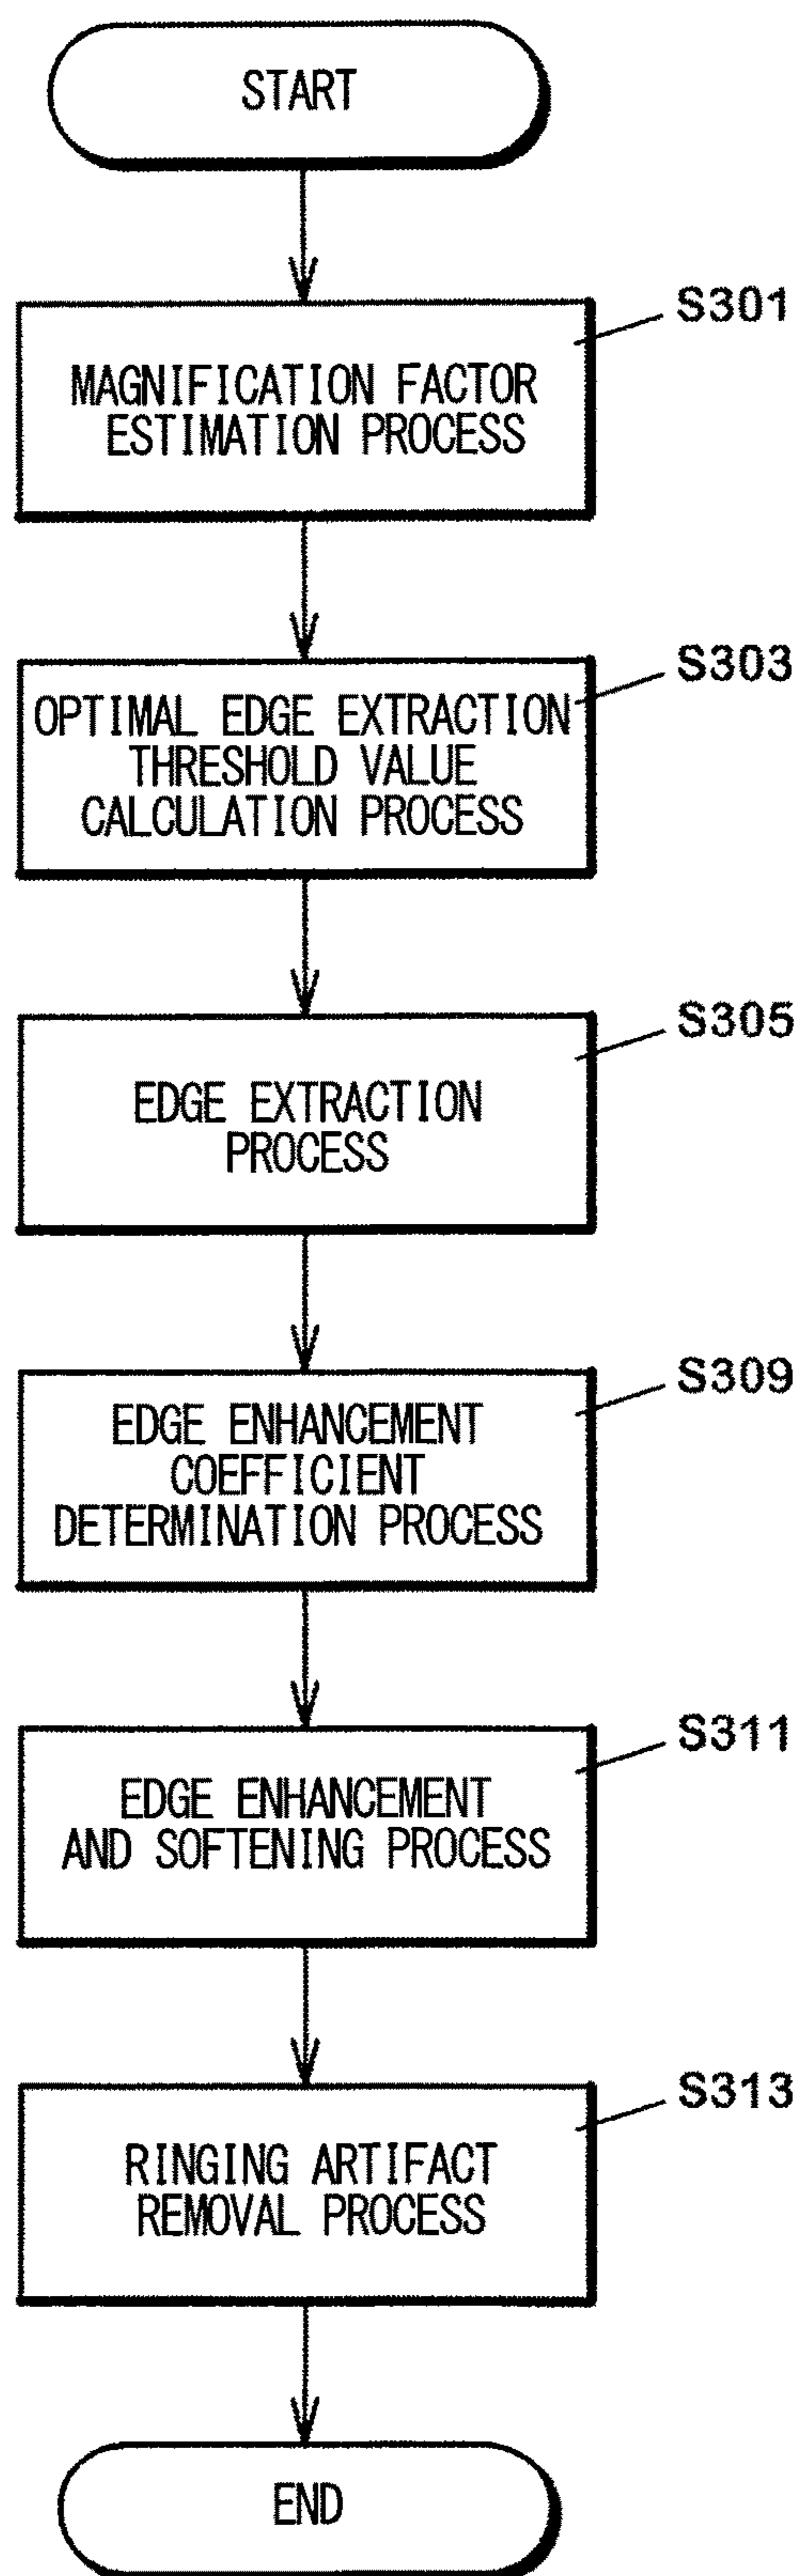 START
S301
MAGNIFICATION FACTOR
ESTIMATION PROCESS
S303
OPTIMAL EDGE EXTRACTION
THRESHOLD VALUE
CALCULATION PROCESS
S305
EDGE EXTRACTION
PROCESS
S309
EDGE ENHANCEMENT
COEFFICIENT
DETERMINATION PROCESS
S311
EDGE ENHANCEMENT
AND SOFTENING PROCESS
S313
RINGING ARTIFACT
REMOVAL PROCESS
END